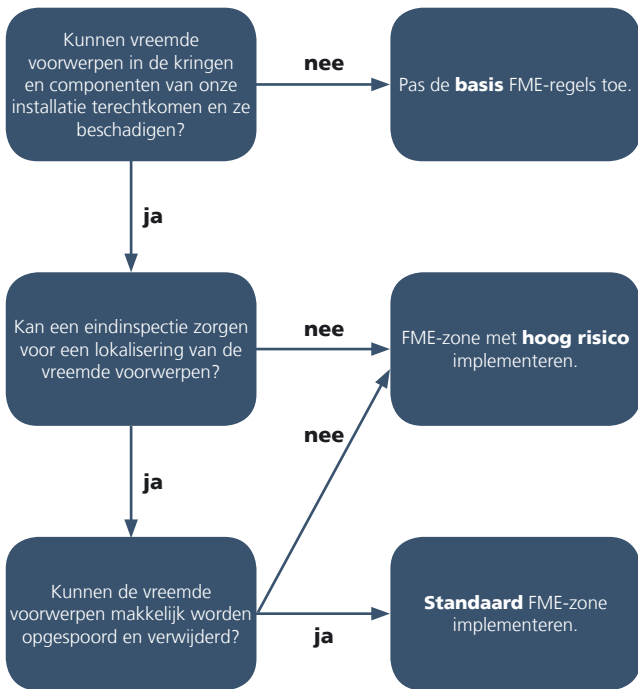 Kunnen vreemde
voorwerpen in de kringen
en componenten van onze
installatie terechtkomen en ze
beschadigen?
nee
Pas de basis FME-regels toe.
ja
Kan een eindinspectie zorgen
voor een lokalisering van de
vreemde voorwerpen?
nee
FME-zone met hoog risico
implementeren.
nee
ja
Kunnen de vreemde
voorwerpen makkelijk worden
opgespoord en verwijderd?
ja
Standaard FME-zone
implementeren.